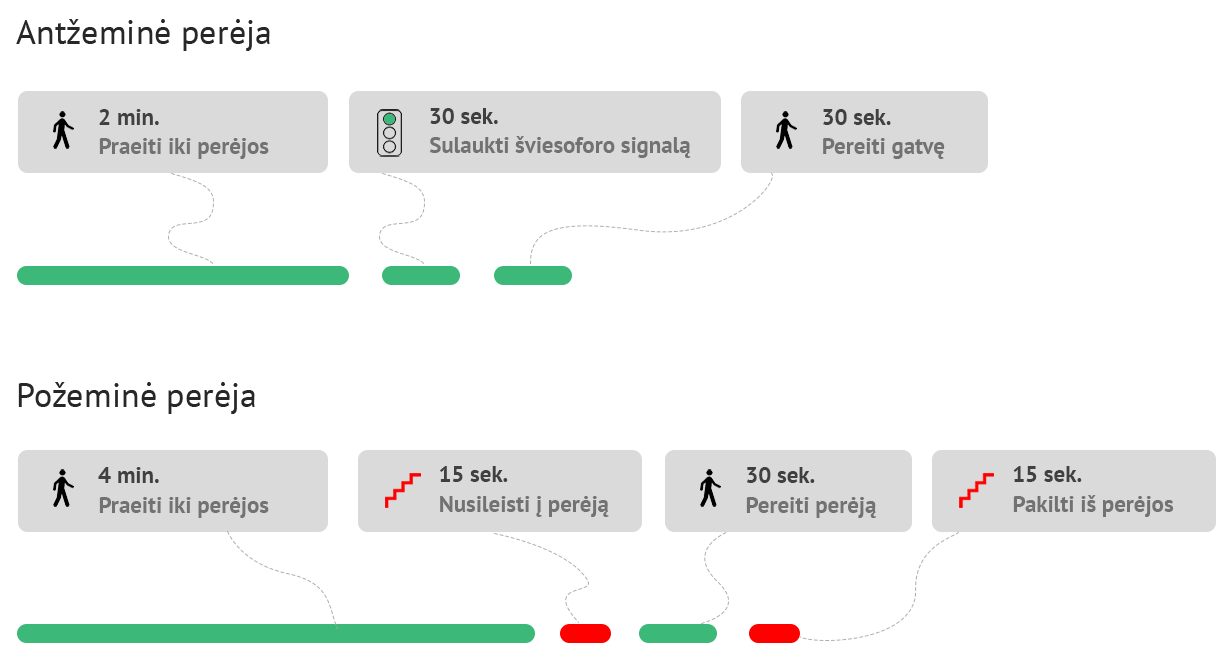 Antžeminė perėja
2 min.
Praeiti iki perėjos
30 sek.
Sulaukti šviesoforo signalą
30 sek.
Pereiti gatvę
Požeminė perėja
4 min.
Praeiti iki perėjos
15 sek.
Nusileisti į perėją
30 sek.
Pereiti perėją
15 sek.
Pakilti iš perėjos